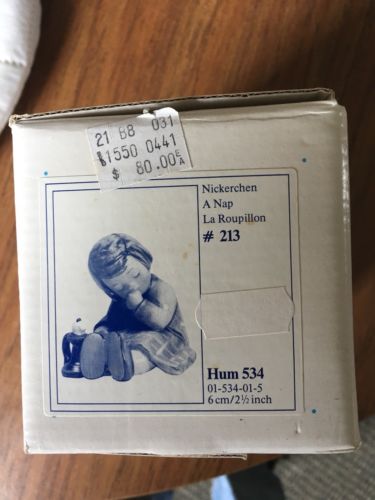 21 88 031
$1550 0441
$ 80.00 E/A
Nickerchen
A Nap
La Roupillon
# 213
Hum 534
01-534-01-5
6 cm/2½ inch